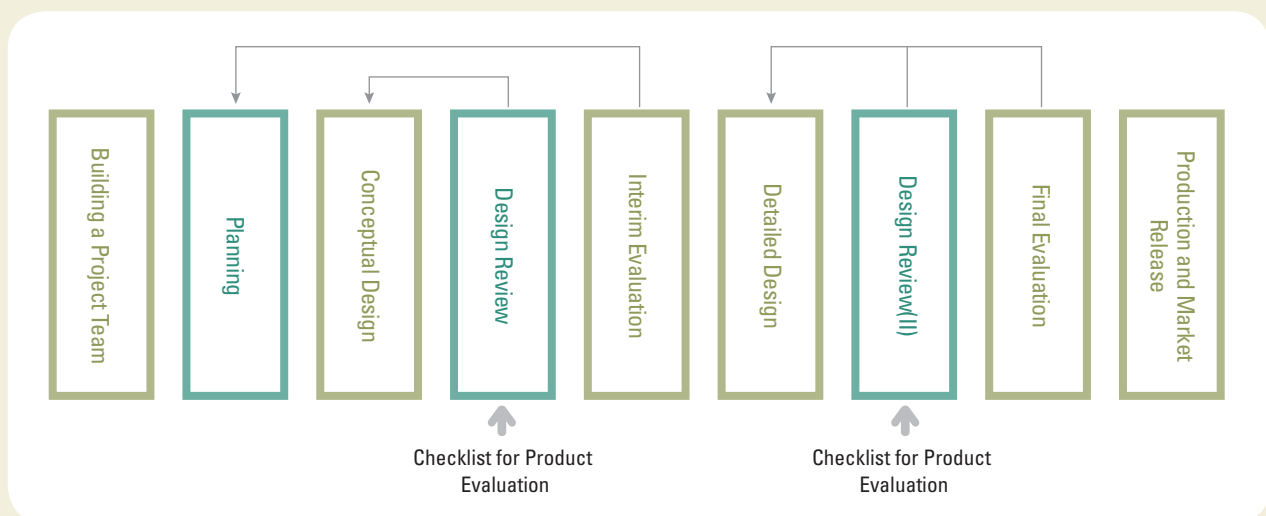 Building a Project Team
Planning
Conceptual Design
Design Review
Interim Evaluation
Detailed Design
Design Review(II)
Final Evaluation
Production and Market
Release
Checklist for Product
Evaluation
Checklist for Product
Evaluation